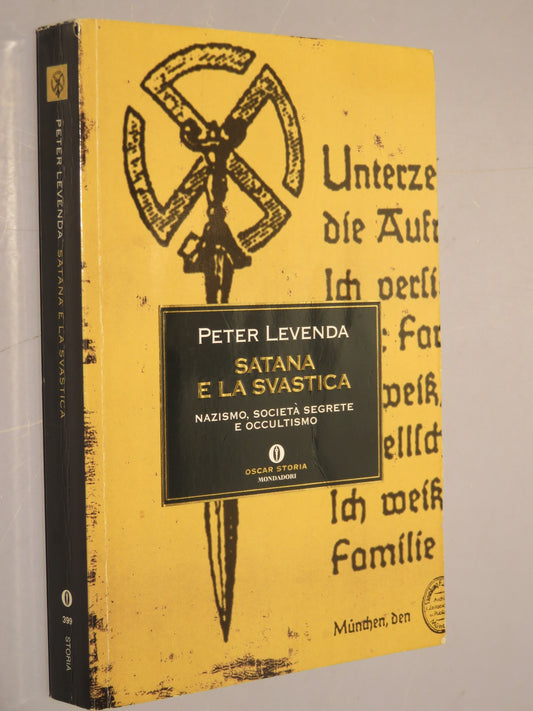 PETER LEVENDA SATANA E LA SVASTICA
399
STORIA
Unterze
die Aufr
Ich versi
: Far
weiß,
ellsch
Ich weiß
Familie
München, den
PETER LEVENDA
SATANA
E LA SVASTICA
NAZISMO, SOCIETÀ SEGRETE
E OCCULTISMO
OSCAR STORIA
MONDADORI